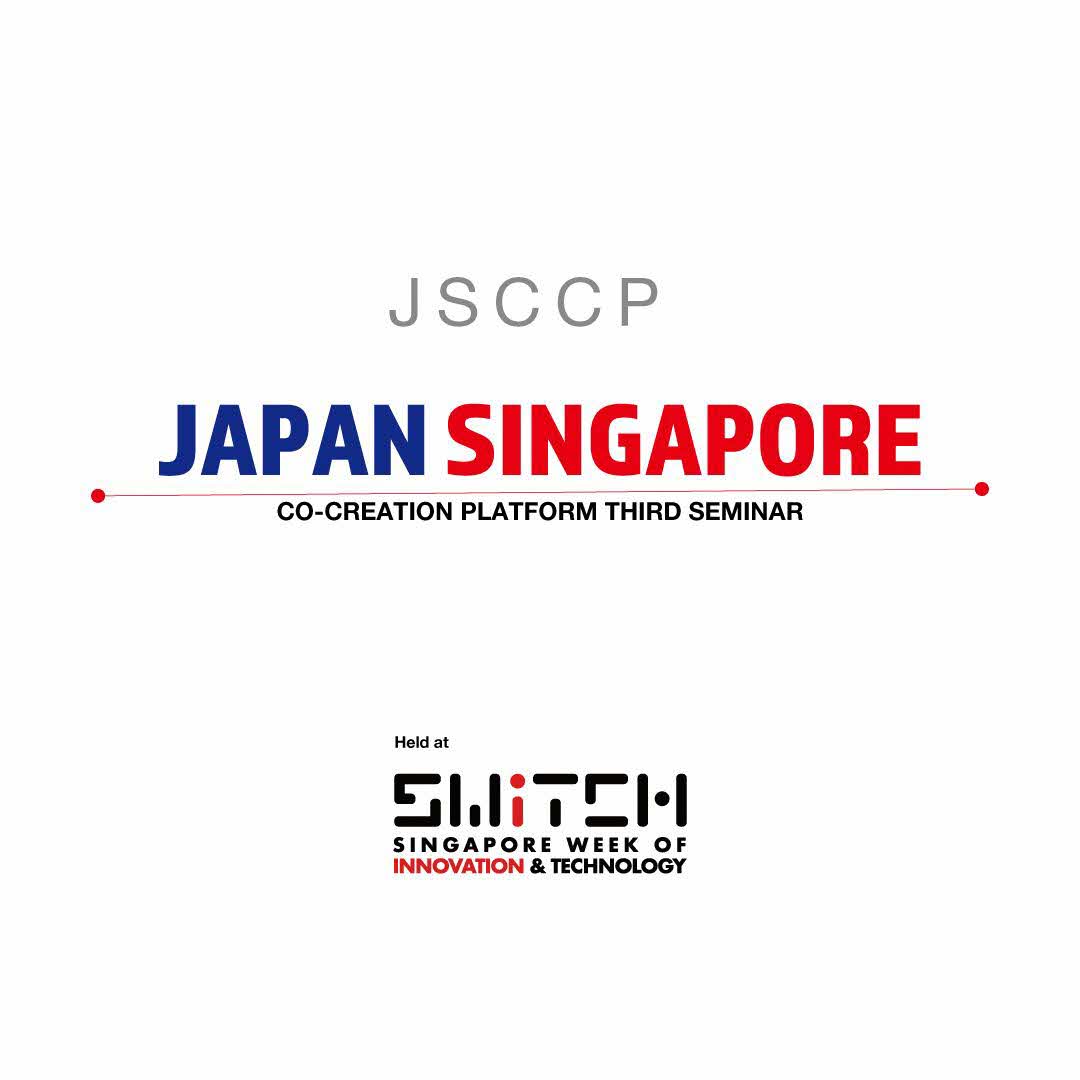 JSCCP
JAPAN SINGAPORE
CO-CREATION PLATFORM THIRD SEMINAR
Held at
SWiTCH
SINGAPORE WEEK OF
INNOVATION & TECHNOLOGY